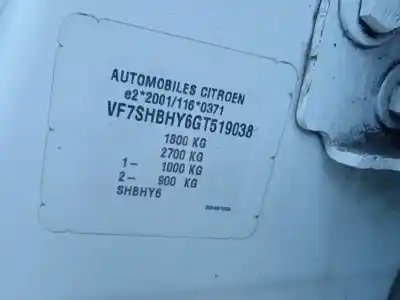 AUTOMOBILES CITROEN
e2*2001/116*0371
VF7SHBHY6GT519038
1800 KG
2700 KG
1- 1000 KG
2- 900 KG
SHBHY6